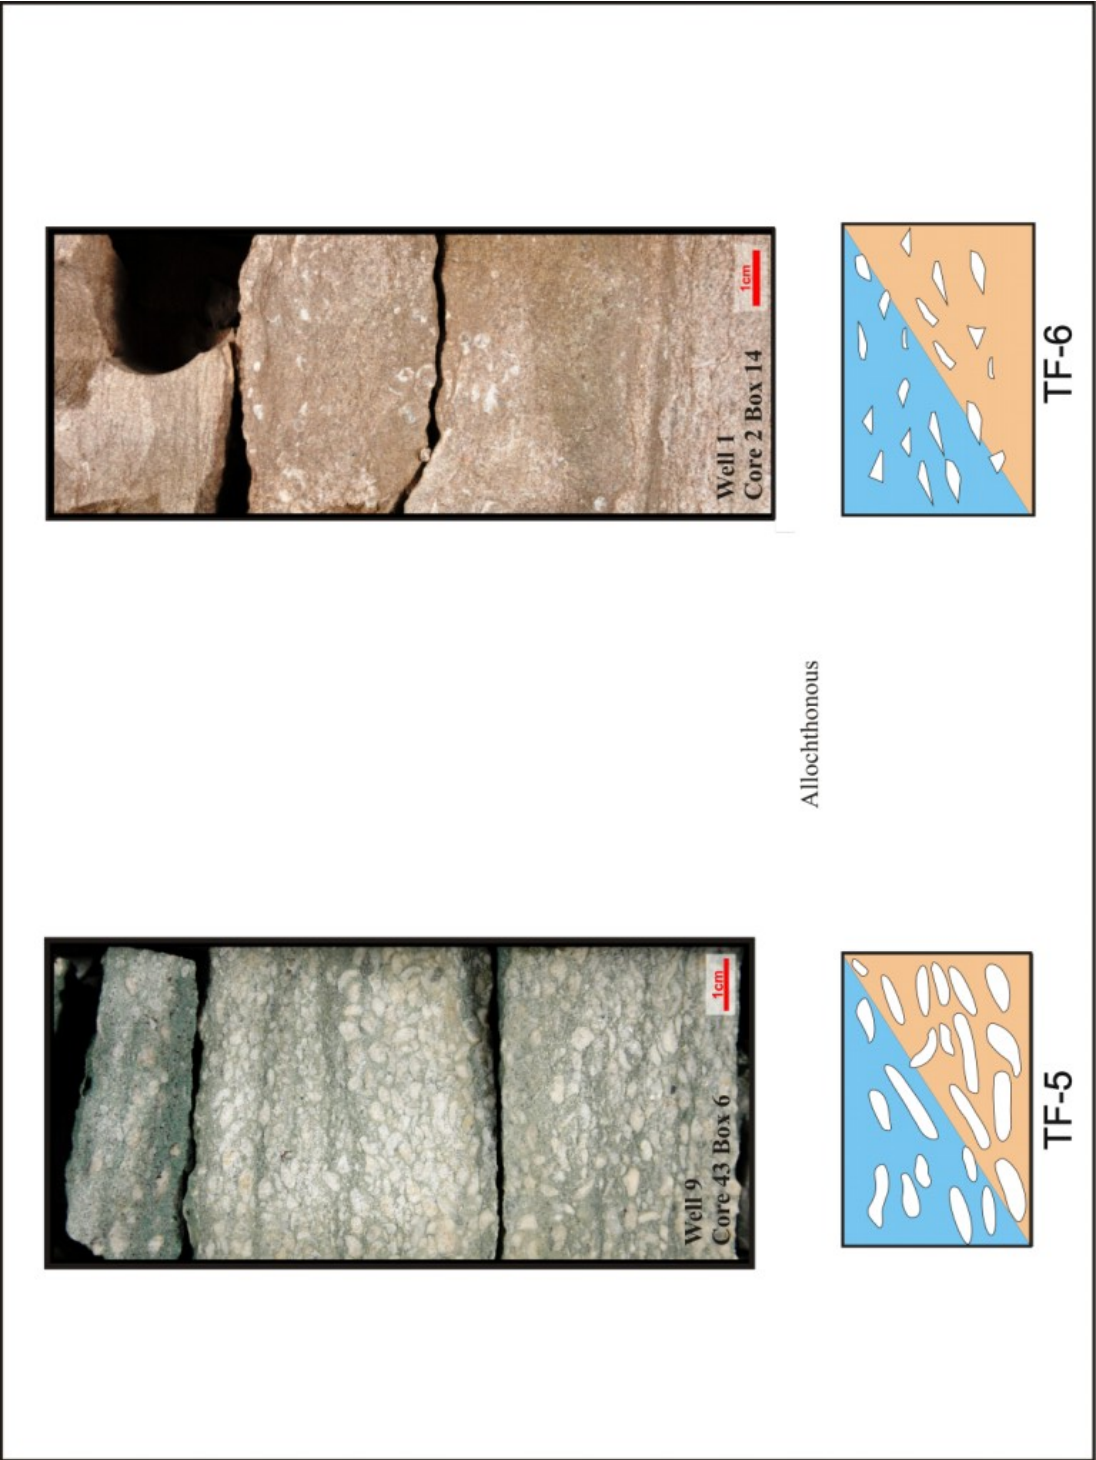 1cm
Well 1
Core 2 Box 14
TF-6
Allochthonous
1cm
Well 9
Core 43 Box 6
TF-5